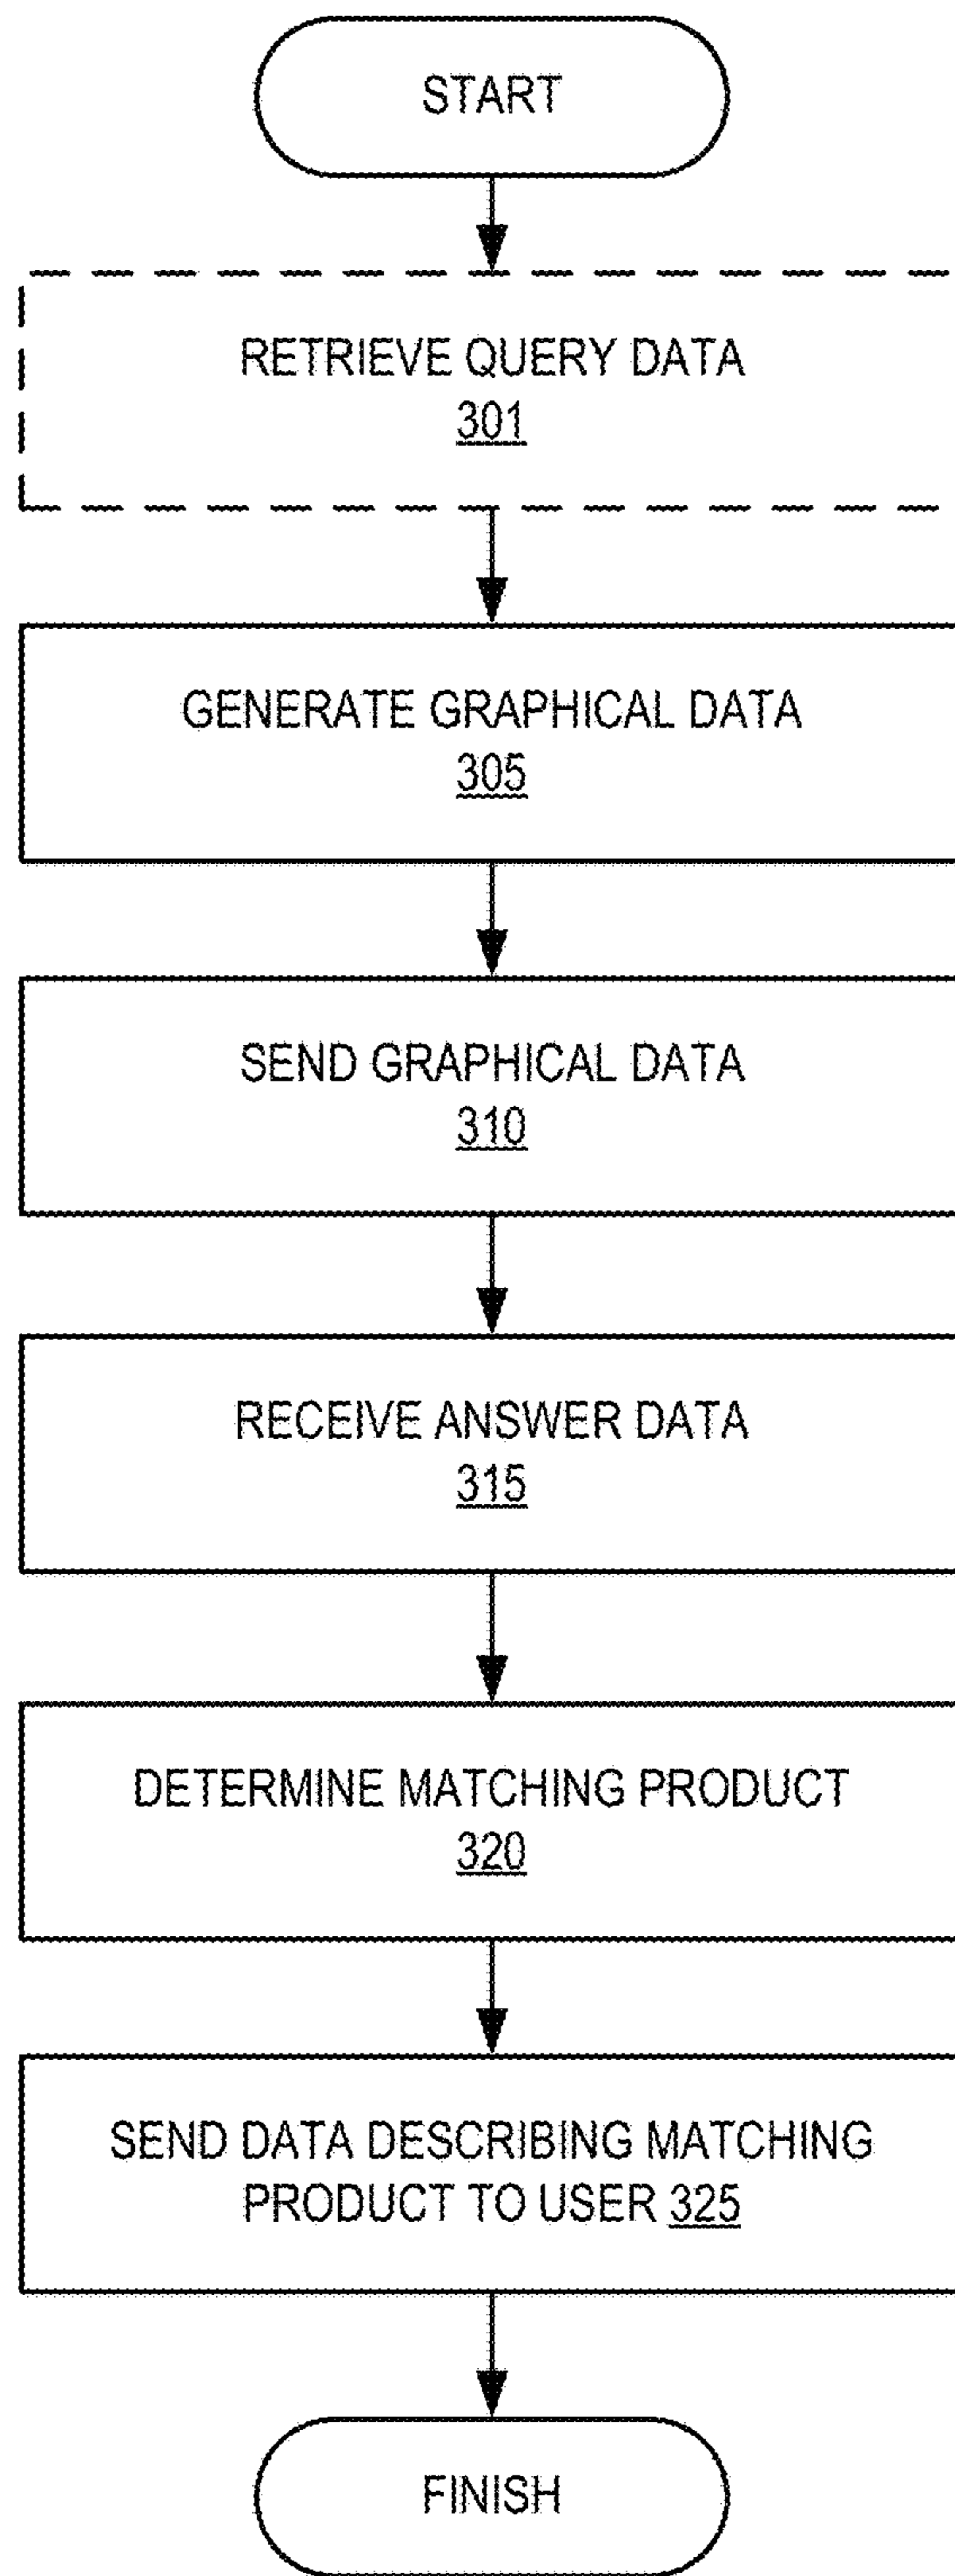 START
RETRIEVE QUERY DATA
301
GENERATE GRAPHICAL DATA
305
SEND GRAPHICAL DATA
310
RECEIVE ANSWER DATA
315
DETERMINE MATCHING PRODUCT
320
SEND DATA DESCRIBING MATCHING
PRODUCT TO USER 325
FINISH